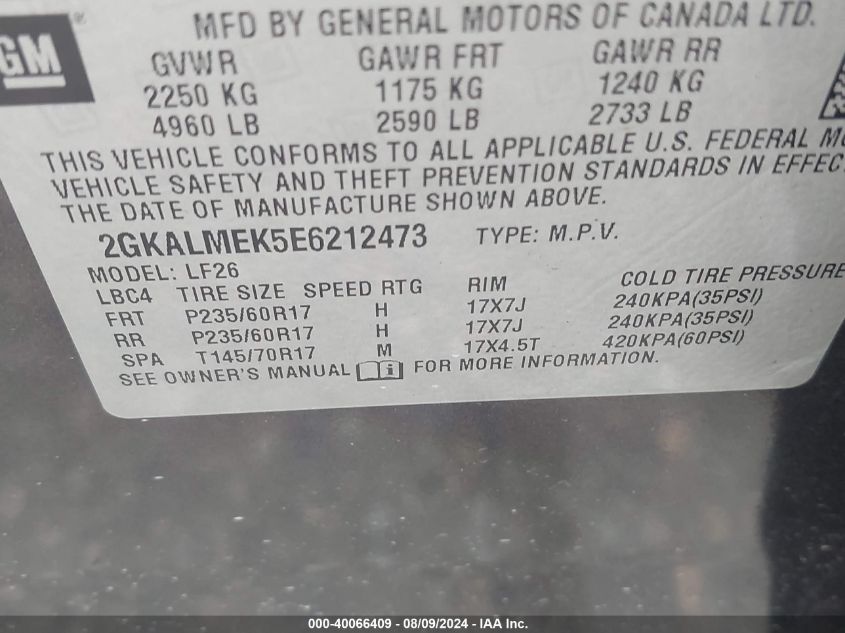 GM
MFD BY GENERAL MOTORS OF CANADA LTD.
GVWR GAWR FRT GAWR RR
2250 KG 1175 KG 1240 KG
4960 LB 2590 LB 2733 LB
THIS VEHICLE CONFORMS TO ALL APPLICABLE U.S. FEDERAL
VEHICLE SAFETY AND THEFT PREVENTION STANDARDS IN EFFEC
THE DATE OF MANUFACTURE SHOWN ABOVE.
2GKALMEK5E6212473 TYPE: M.P.V.
MODEL: LF26
LBC4 TIRE SIZE SPEED RTG RIM COLD TIRE PRESSURE
FRT P235/60R17 H 17X7J 240KPA(35PSI)
RR P235/60R17 H 17X7J 240KPA(35PSI)
SPA T145/70R17 M 17X4.5T 420KPA(60PSI)
SEE OWNER'S MANUAL i FOR MORE INFORMATION.
000-40066409 - 08/09/2024 - IAA Inc.